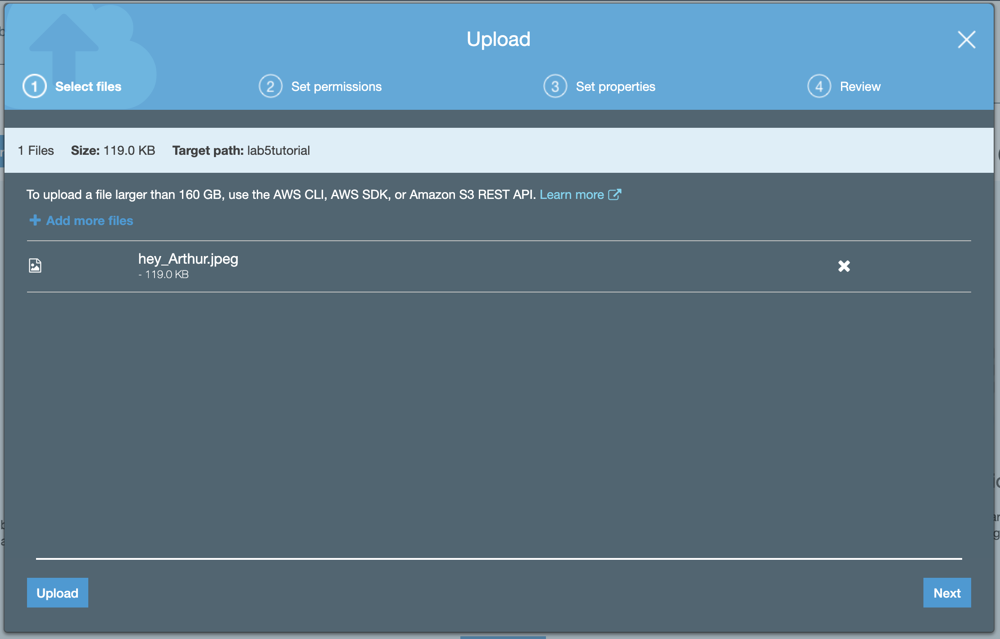 Upload
1 Select files
2 Set permissions
3 Set properties
4 Review
1 Files Size: 119.0 KB Target path: lab5tutorial
To upload a file larger than 160 GB, use the AWS CLI, AWS SDK, or Amazon S3 REST API. Learn more
+ Add more files
hey_Arthur.jpeg
- 119.0 KB
Upload
Next